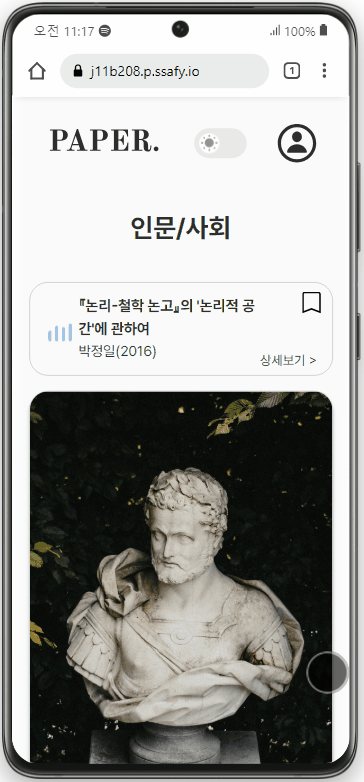 오전 11:17
100%
j11b208.p.ssafy.io
1
PAPER.
인문/사회
『논리-철학 논고』의 '논리적 공
간'에 관하여
박정일(2016)
상세보기 >